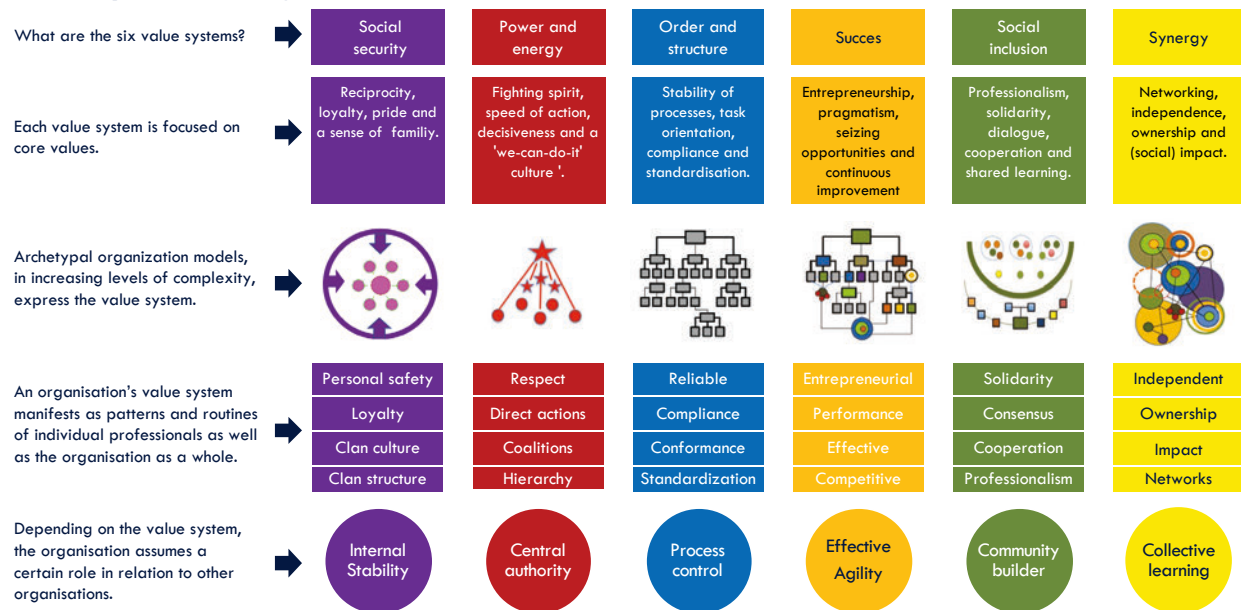 What are the six value systems?
Social
security
Power and
energy
Order and
structure
Succes
Social
inclusion
Synergy
Each value system is focused on
core values.
Reciprocity,
loyalty, pride and
a sense of familiy.
Fighting spirit,
speed of action,
decisiveness and a
'we-can-do-it'
culture '.
Stability of
processes, task
orientation,
compliance and
standardisation.
Entrepreneurship,
pragmatism,
seizing
opportunities and
continuous
improvement
Professionalism,
solidarity,
dialogue,
cooperation and
shared learning.
Networking,
independence,
ownership and
(social) impact.
Archetypal organization models,
in increasing levels of complexity,
express the value system.
An organisation's value system
manifests as patterns and routines
of individual professionals as well
as the organisation as a whole.
Personal safety
Loyalty
Clan culture
Clan structure
Respect
Direct actions
Coalitions
Hierarchy
Reliable
Compliance
Conformance
Standardization
Entrepreneurial
Performance
Effective
Competitive
Solidarity
Consensus
Cooperation
Professionalism
Independent
Ownership
Impact
Networks
Depending on the value system,
the organisation assumes a
certain role in relation to other
organisations.
Internal
Stability
Central
authority
Process
control
Effective
Agility
Community
builder
Collective
learning